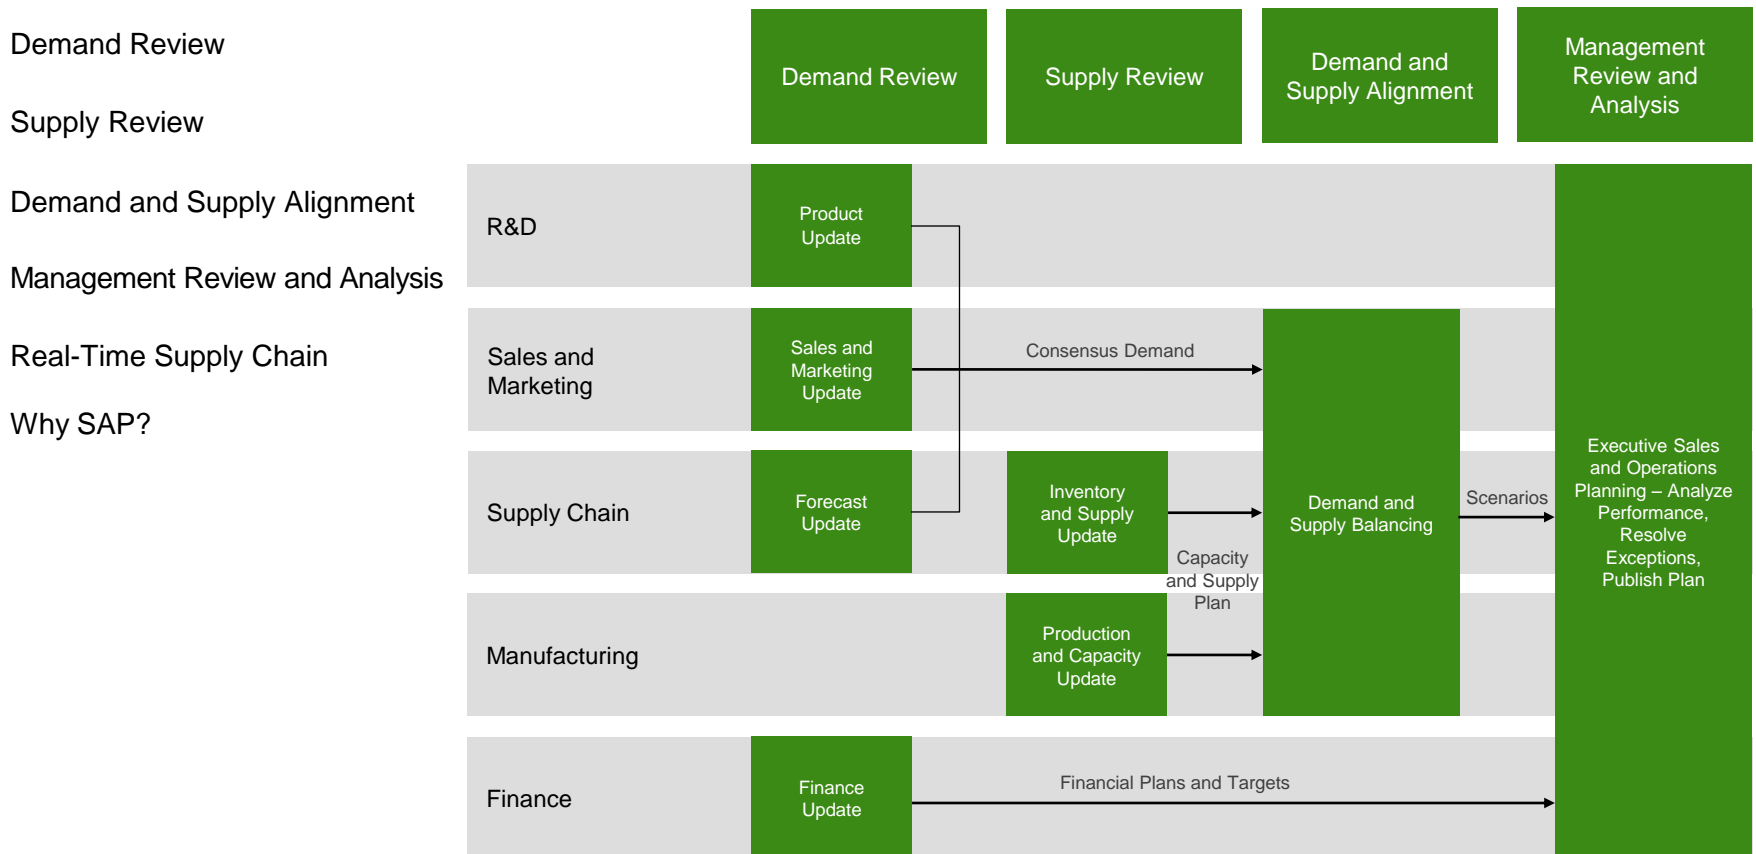 Demand Review
Supply Review
Demand and Supply Alignment
Management Review and Analysis
Real-Time Supply Chain
Why SAP?
Demand Review
Supply Review
Demand and
Supply Alignment
Management
Review and
Analysis
R&D
Product
Update
Sales and
Marketing
Sales and
Marketing
Update
Consensus Demand
Supply Chain
Forecast
Update
Inventory
and Supply
Update
Capacity
and Supply
Plan
Demand and
Supply Balancing
Scenarios
Executive Sales
and Operations
Planning – Analyze
Performance,
Resolve
Exceptions,
Publish Plan
Manufacturing
Production
and Capacity
Update
Finance
Finance
Update
Financial Plans and Targets